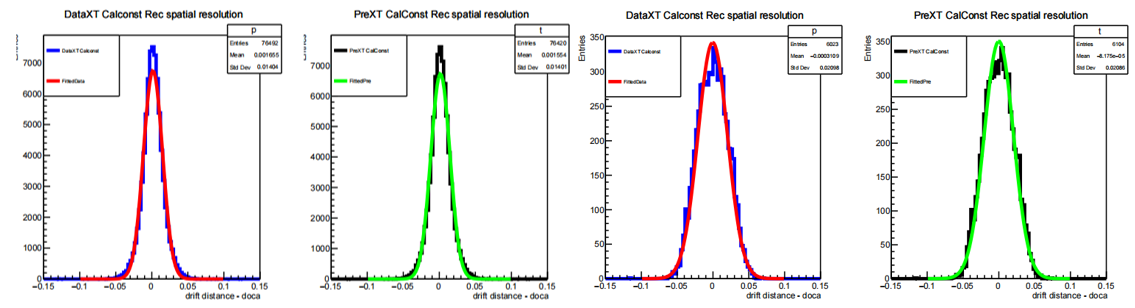 DataXT Calconst Rec spatial resolution
p
Entries 76492
Mean 0.001655
Std Dev 0.01404
DataXT Calconst
FittedData
7000
6000
5000
4000
3000
2000
1000
0
−0.15 −0.1 −0.05 0 0.05 0.1 0.15
drift distance - doca
PreXT CalConst Rec spatial resolution
t
Entries 76420
Mean 0.001554
Std Dev 0.01401
PreXT CalConst
FittedPre
7000
6000
5000
4000
3000
2000
1000
0
−0.15 −0.1 −0.05 0 0.05 0.1 0.15
drift distance - doca
DataXT Calconst Rec spatial resolution
p
Entries 6023
Mean −0.0003109
Std Dev 0.02098
DataXT CalConst
FittedData
Entries
350
300
250
200
150
100
50
0
−0.15 −0.1 −0.05 0 0.05 0.1 0.15
drift distance - doca
PreXT CalConst Rec spatial resolution
t
Entries 6104
Mean −6.175e−05
Std Dev 0.02086
PreXT CalConst
FittedPre
Entries
350
300
250
200
150
100
50
0
−0.15 −0.1 −0.05 0 0.05 0.1 0.15
drift distance - doca